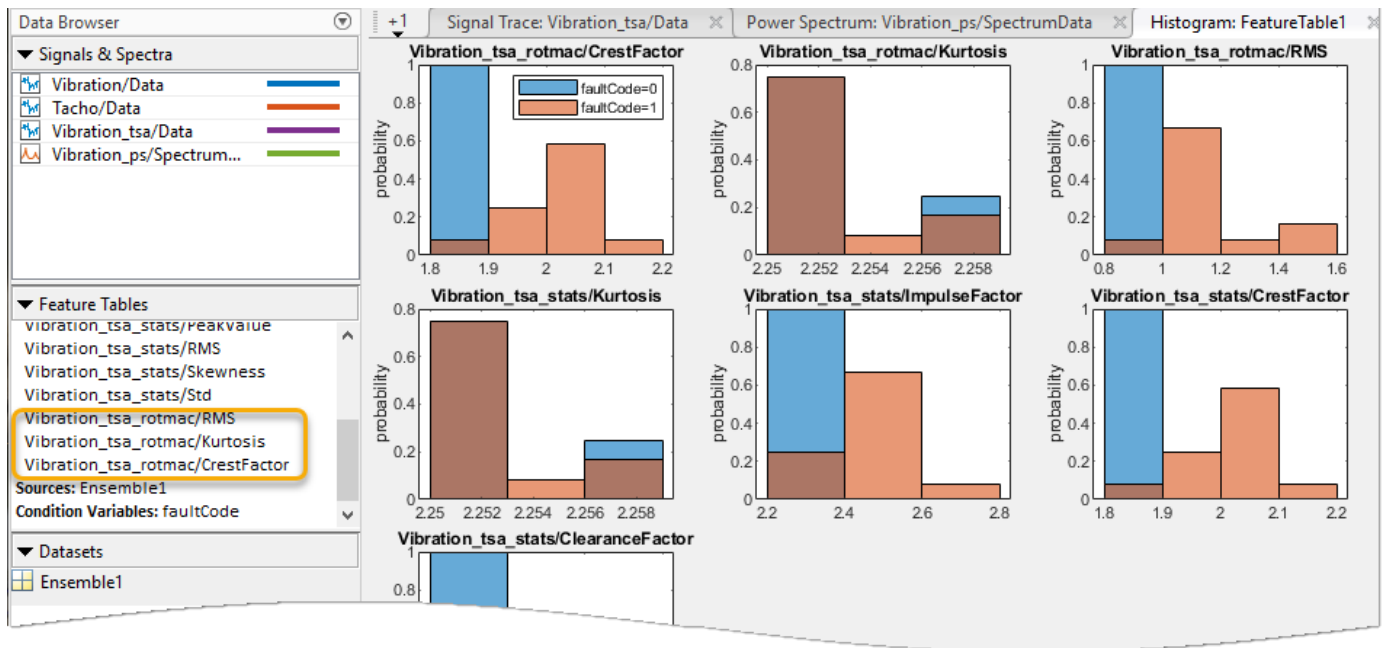 Data Browser
Signals & Spectra
Vibration/Data
Tacho/Data
Vibration_tsa/Data
Vibration_ps/Spectrum...
Feature Tables
Vibration_tsa_stats/PeakValue
Vibration_tsa_stats/RMS
Vibration_tsa_stats/Skewness
Vibration_tsa_stats/Std
Vibration_tsa_rotmac/RMS
Vibration_tsa_rotmac/Kurtosis
Vibration_tsa_rotmac/CrestFactor
Sources: Ensemble1
Condition Variables: faultCode
Datasets
Ensemble1
+1 Signal Trace: Vibration_tsa/Data Power Spectrum: Vibration_ps/SpectrumData Histogram: FeatureTable1
Vibration_tsa_rotmac/CrestFactor
faultCode=0
faultCode=1
probability
1
0.8
0.6
0.4
0.2
0
1.8 1.9 2 2.1 2.2
Vibration_tsa_rotmac/Kurtosis
probability
0.8
0.6
0.4
0.2
0
2.25 2.252 2.254 2.256 2.258
Vibration_tsa_rotmac/RMS
probability
1
0.8
0.6
0.4
0.2
0
0.8 1 1.2 1.4 1.6
Vibration_tsa_stats/Kurtosis
probability
0.8
0.6
0.4
0.2
0
2.25 2.252 2.254 2.256 2.258
Vibration_tsa_stats/ImpulseFactor
probability
1
0.8
0.6
0.4
0.2
0
2.2 2.4 2.6 2.8
Vibration_tsa_stats/CrestFactor
probability
1
0.8
0.6
0.4
0.2
0
1.8 1.9 2 2.1 2.2
Vibration_tsa_stats/ClearanceFactor
1
0.8